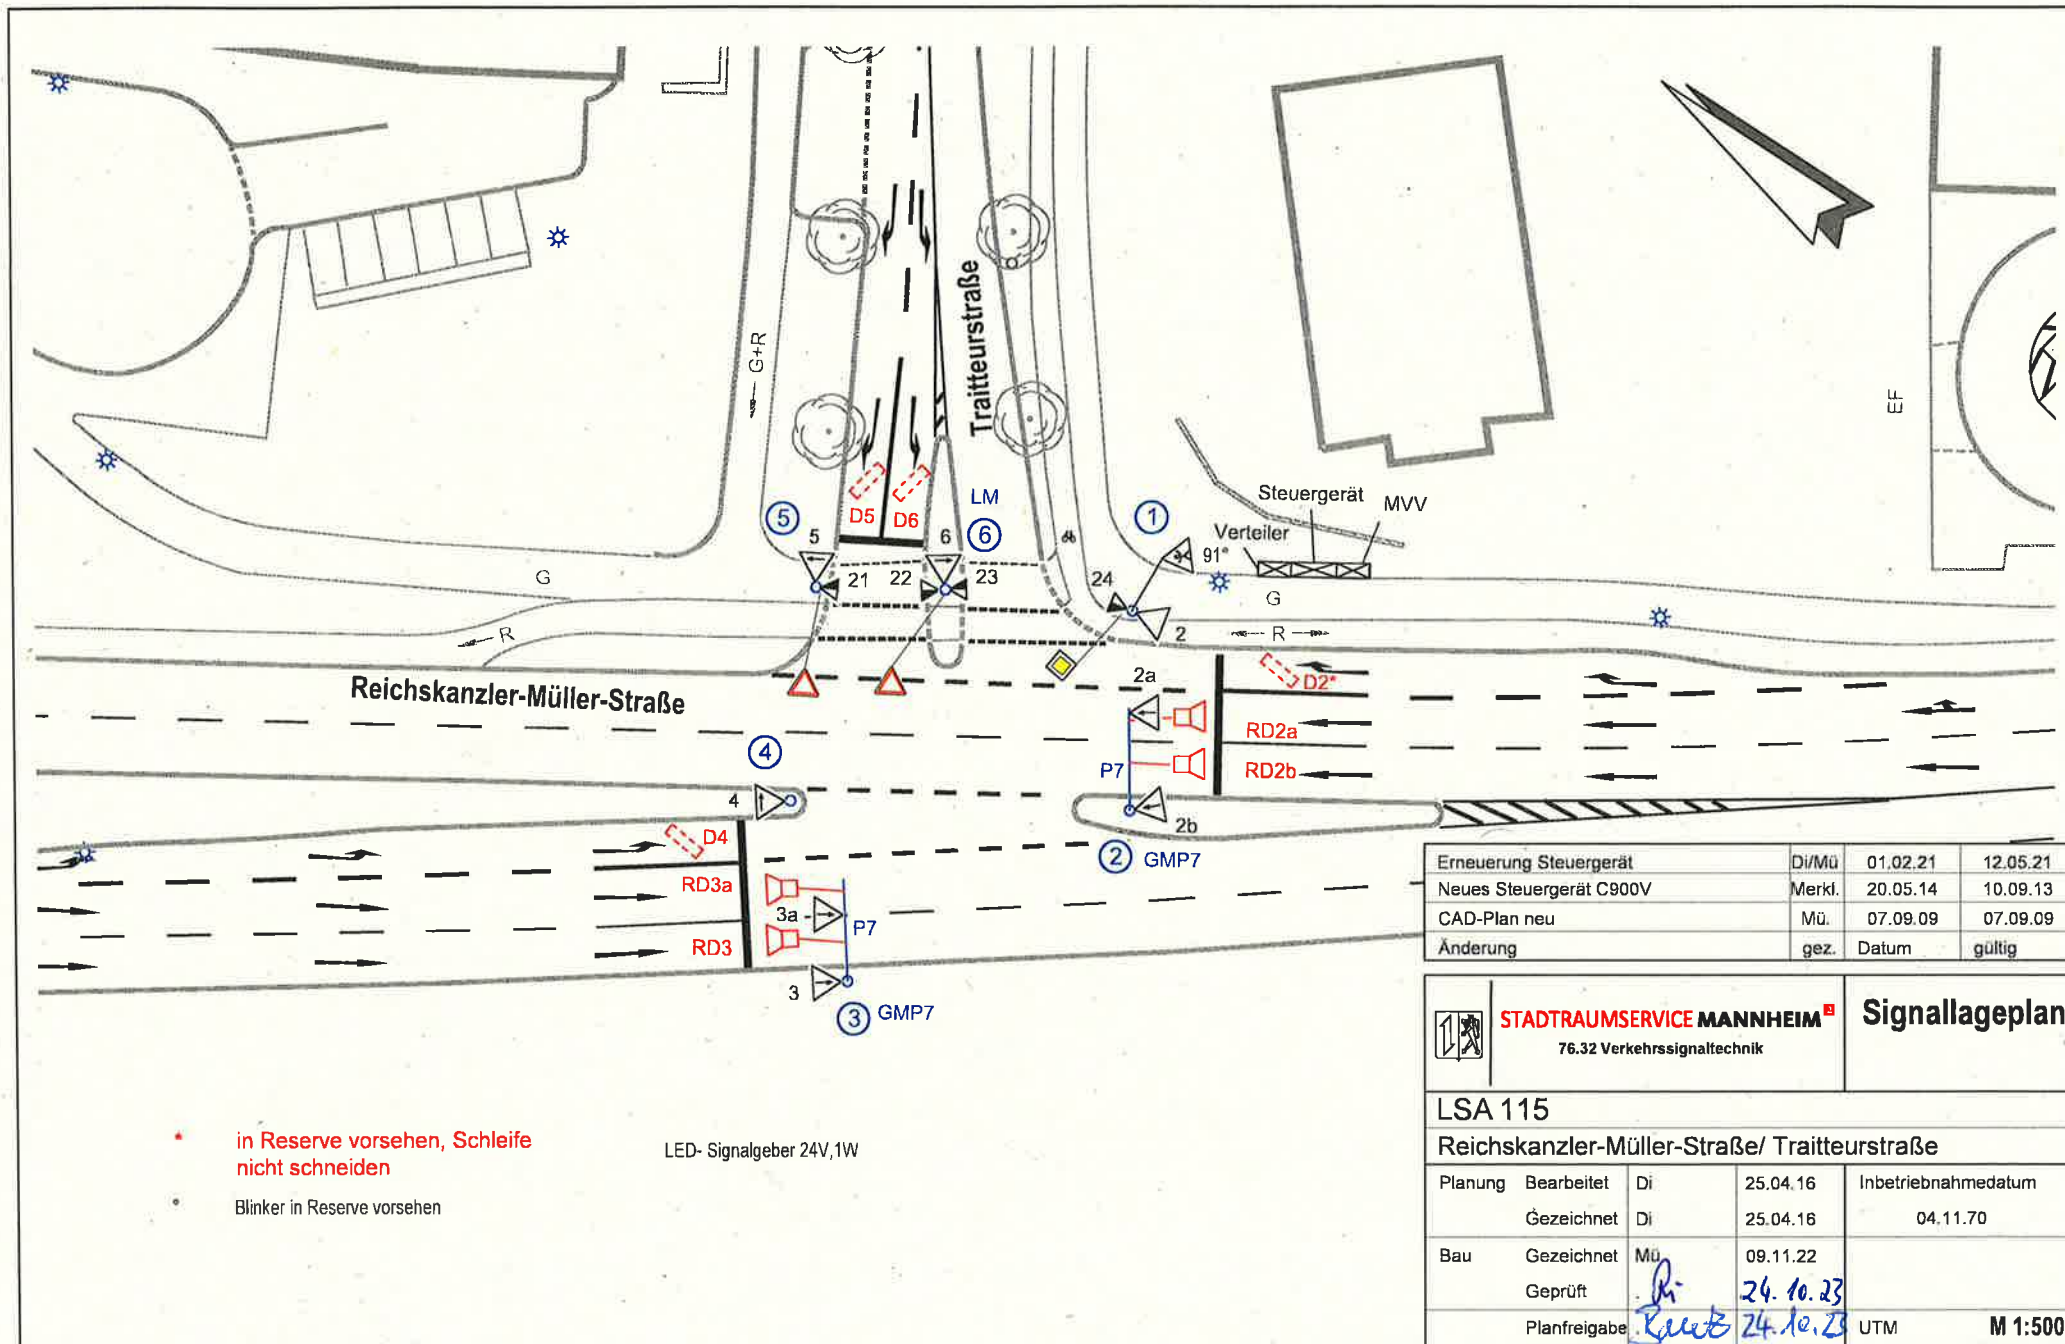 G+R
Traitteurstraße
EF
D5
D6
LM
5
5
6
6
1
Steuergerät
MVV
Verteiler
91°
21
22
23
24
2
G
G
R
R
Reichskanzler-Müller-Straße
2a
D2*
RD2a
RD2b
P7
2b
2
GMP7
4
4
D4
RD3a
3a
P7
RD3
3
3
GMP7
Erneuerung Steuergerät Di/Mü 01.02.21 12.05.21
Neues Steuergerät C900V Merkl. 20.05.14 10.09.13
CAD-Plan neu Mü. 07.09.09 07.09.09
Änderung gez. Datum gültig
STADTRAUMSERVICE MANNHEIM
76.32 Verkehrssignaltechnik
Signallageplan
LSA 115
Reichskanzler-Müller-Straße/ Traitteurstraße
Planung Bearbeitet Di 25.04.16 Inbetriebnahmedatum
Gezeichnet Di 25.04.16 04.11.70
Bau Gezeichnet Mü 09.11.22
Geprüft 24.10.23
Planfreigabe 24.10.23 UTM M 1:500
* in Reserve vorsehen, Schleife
nicht schneiden
° Blinker in Reserve vorsehen
LED- Signalgeber 24V,1W